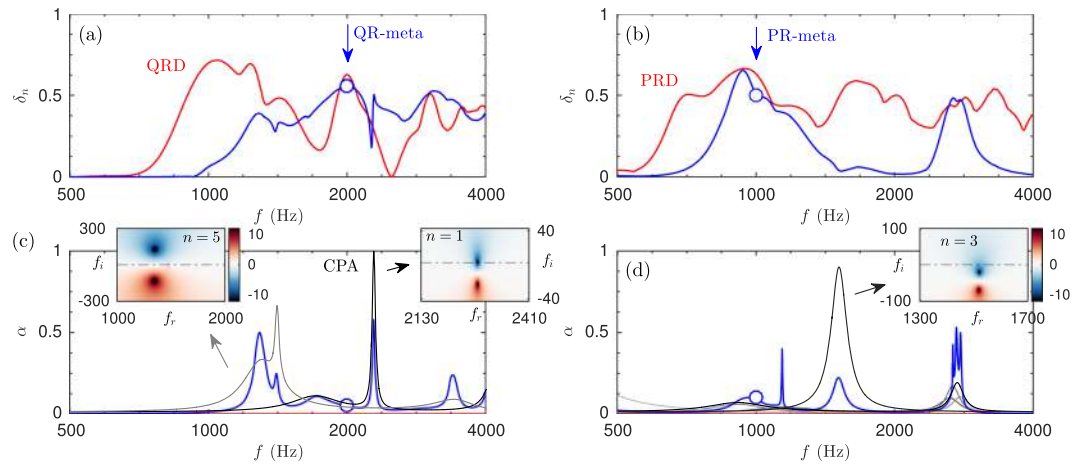 (a)
QR-meta
QRD
δn
1
0.5
0
500 1000 2000 4000
f (Hz)
(b)
PR-meta
PRD
δn
1
0.5
0
500 1000 2000 4000
f (Hz)
(c)
300
fi
-300
n = 5
1000 fr 2000
10
0
-10
CPA
n = 1
40
fi
-40
2130 fr 2410
α
1
0.5
0
500 1000 2000 4000
f (Hz)
(d)
100
fi
-100
n = 3
1300 fr 1700
10
0
-10
α
1
0.5
0
500 1000 2000 4000
f (Hz)